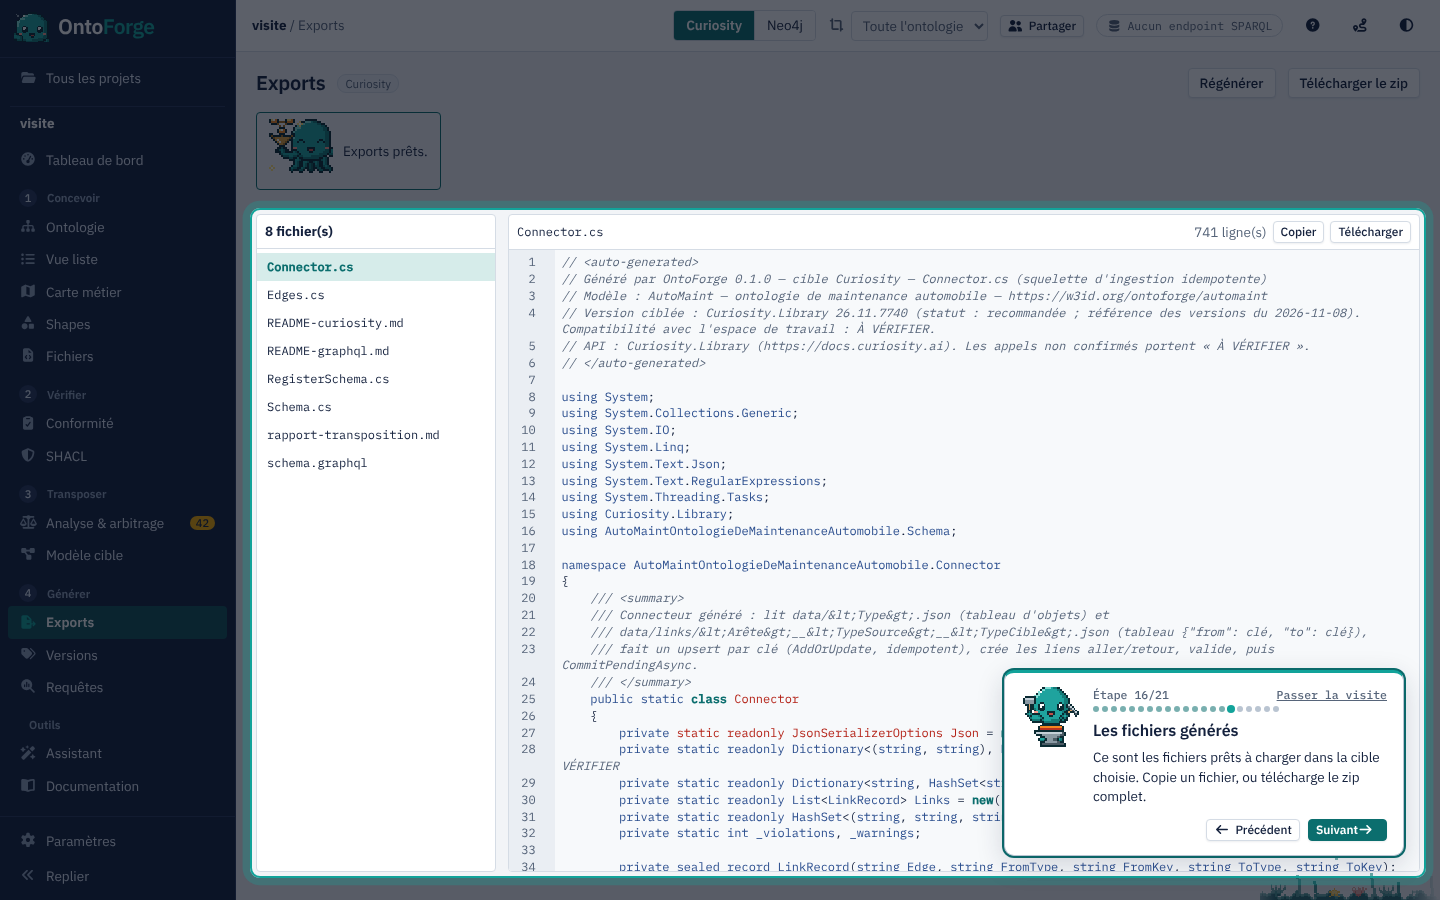 OntoForge
Tous les projets
visite
Tableau de bord
1 Concevoir
Ontologie
Vue liste
Carte métier
Shapes
Fichiers
2 Vérifier
Conformité
SHACL
3 Transposer
Analyse & arbitrage 42
Modèle cible
4 Générer
Exports
Versions
Requêtes
Outils
Assistant
Documentation
Paramètres
Replier
visite / Exports
Curiosity Neo4j Toute l'ontologie Partager Aucun endpoint SPARQL
Exports Curiosity Régénérer Télécharger le zip
Exports prêts.
8 fichier(s)
Connector.cs
Edges.cs
README-curiosity.md
README-graphql.md
RegisterSchema.cs
Schema.cs
rapport-transposition.md
schema.graphql
Connector.cs 741 ligne(s) Copier Télécharger
1 // <auto-generated>
2 // Généré par OntoForge 0.1.0 — cible Curiosity — Connector.cs (squelette d'ingestion idempotente)
3 // Modèle : AutoMaint — ontologie de maintenance automobile — https://w3id.org/ontoforge/automaint
4 // Version ciblée : Curiosity.Library 26.11.7740 (statut : recommandée ; référence des versions du 2026-11-08).
Compatibilité avec l'espace de travail : À VÉRIFIER.
5 // API : Curiosity.Library (https://docs.curiosity.ai). Les appels non confirmés portent « À VÉRIFIER ».
6 // </auto-generated>
7
8 using System;
9 using System.Collections.Generic;
10 using System.IO;
11 using System.Linq;
12 using System.Text.Json;
13 using System.Text.RegularExpressions;
14 using System.Threading.Tasks;
15 using Curiosity.Library;
16 using AutoMaintOntologieDeMaintenanceAutomobile.Schema;
17
18 namespace AutoMaintOntologieDeMaintenanceAutomobile.Connector
19 {
20 /// <summary>
21 /// Connecteur généré : lit data/&lt;Type&gt;.json (tableau d'objets) et
22 /// data/links/&lt;Arête&gt;__&lt;TypeSource&gt;__&lt;TypeCible&gt;.json (tableau {"from": clé, "to": clé}),
23 /// fait un upsert par clé (AddOrUpdate, idempotent), crée les liens aller/retour, valide, puis
CommitPendingAsync.
24 /// </summary>
25 public static class Connector
26 {
27 private static readonly JsonSerializerOptions Json =
28 private static readonly Dictionary<(string, string),
VÉRIFIER
29 private static readonly Dictionary<string, HashSet<st
30 private static readonly List<LinkRecord> Links = new(
31 private static readonly HashSet<(string, string, stri
32 private static int _violations, _warnings;
33
34 private sealed record LinkRecord(string Edge, string FromType, string FromKey, string ToType, string ToKey);
Étape 16/21 Passer la visite
Les fichiers générés
Ce sont les fichiers prêts à charger dans la cible
choisie. Copie un fichier, ou télécharge le zip
complet.
← Précédent Suivant →